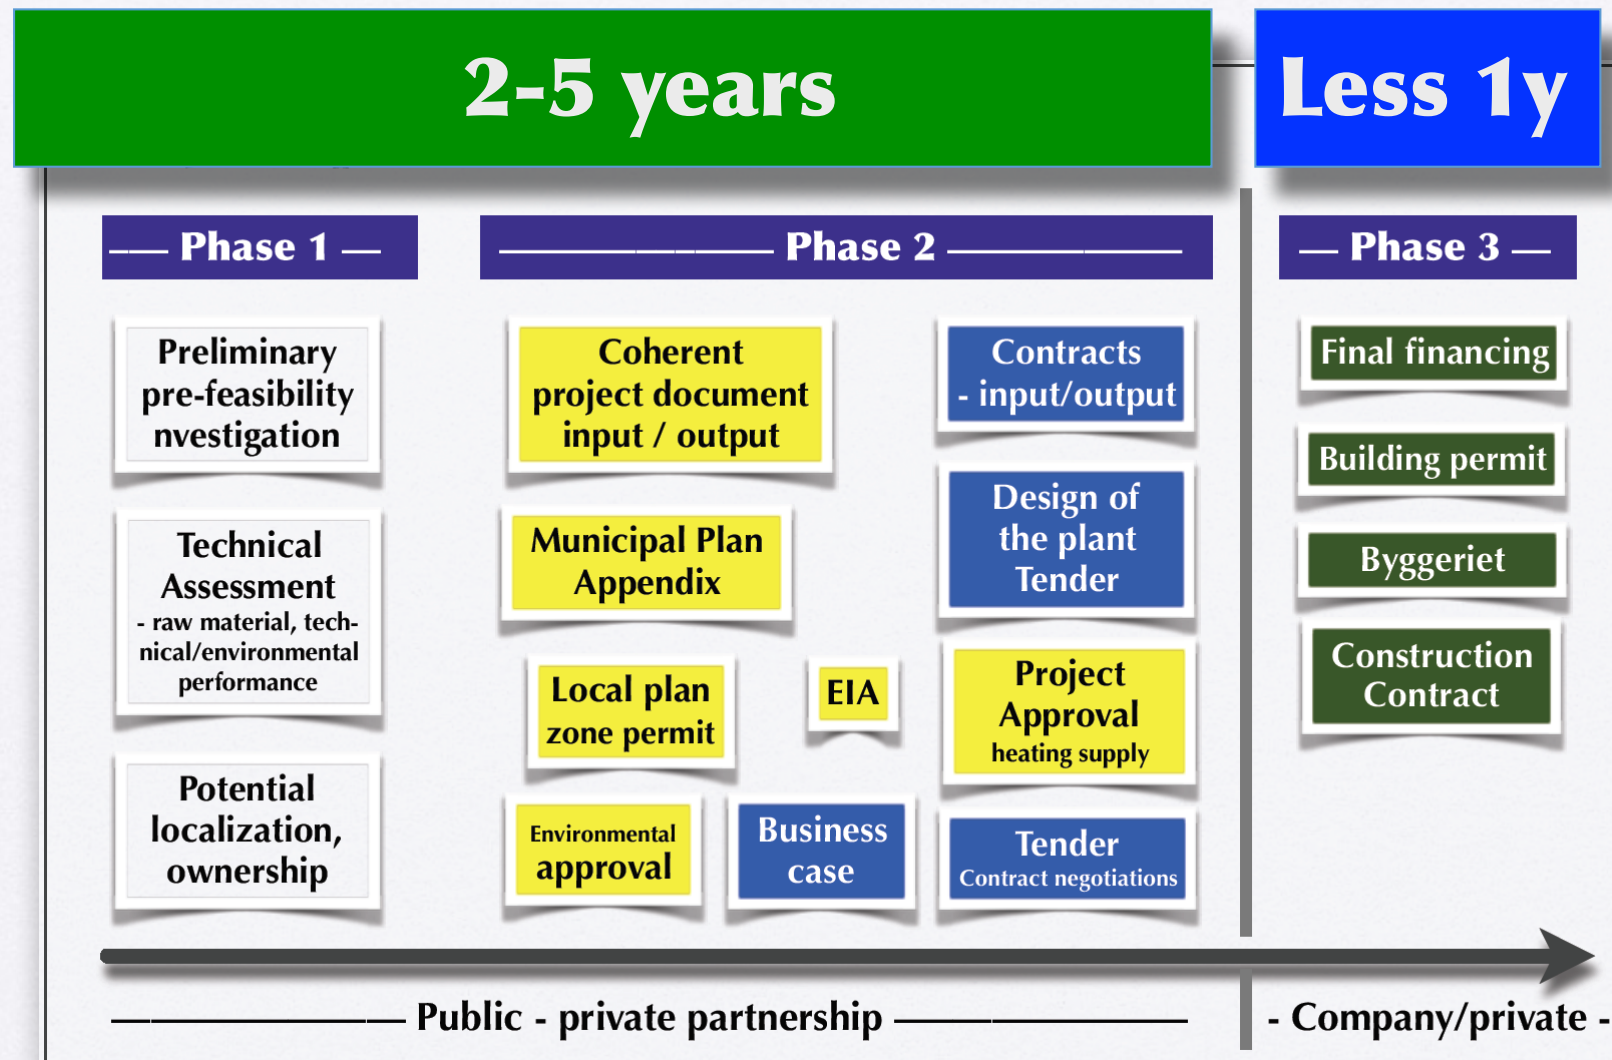 2-5 years
Less 1y
Phase 1
Phase 2
Phase 3
Preliminary
pre-feasibility
nvestigation
Technical
Assessment
- raw material, tech-
nical/environmental
performance
Potential
localization,
ownership
Coherent
project document
input / output
Municipal Plan
Appendix
Local plan
zone permit
EIA
Environmental
approval
Business
case
Contracts
- input/output
Design of
the plant
Tender
Project
Approval
heating supply
Tender
Contract negotiations
Final financing
Building permit
Byggeriet
Construction
Contract
Public - private partnership
- Company/private -